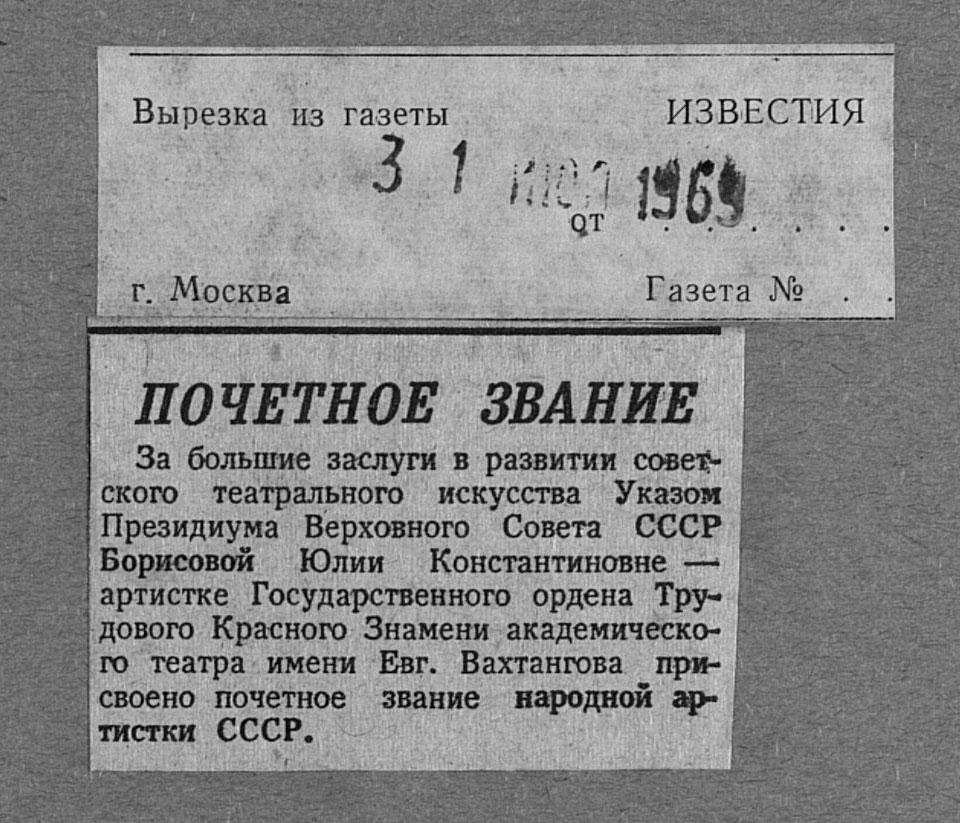 Вырезка из газеты ИЗВЕСТИЯ
31 ИЮЛ 1969
от . . . . . .
г. Москва Газета № . .
ПОЧЕТНОЕ ЗВАНИЕ
За большие заслуги в развитии совет-
ского театрального искусства Указом
Президиума Верховного Совета СССР
Борисовой Юлии Константиновне —
артистке Государственного ордена Тру-
дового Красного Знамени академическо-
го театра имени Евг. Вахтангова при-
своено почетное звание народной ар-
тистки СССР.